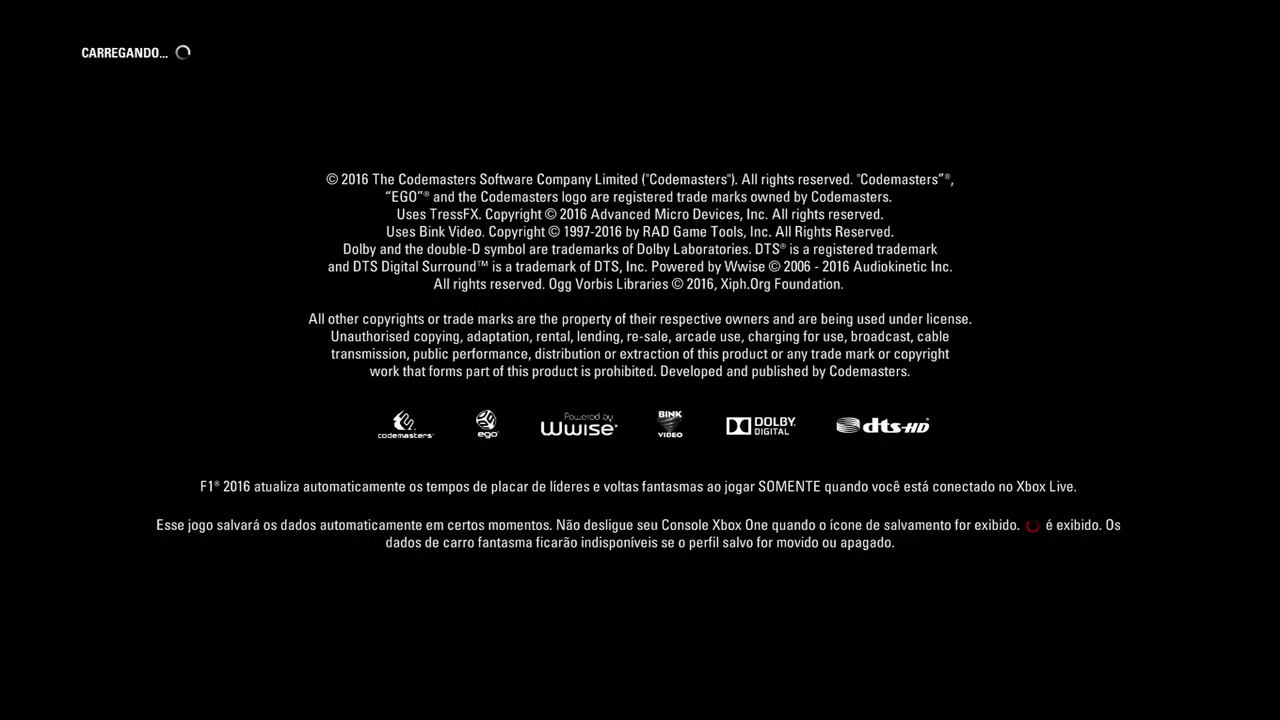 CARREGANDO...
© 2016 The Codemasters Software Company Limited ("Codemasters"). All rights reserved. "Codemasters”®,
“EGO”® and the Codemasters logo are registered trade marks owned by Codemasters.
Uses TressFX. Copyright © 2016 Advanced Micro Devices, Inc. All rights reserved.
Uses Bink Video. Copyright © 1997-2016 by RAD Game Tools, Inc. All Rights Reserved.
Dolby and the double-D symbol are trademarks of Dolby Laboratories. DTS® is a registered trademark
and DTS Digital Surround™ is a trademark of DTS, Inc. Powered by Wwise © 2006 - 2016 Audiokinetic Inc.
All rights reserved. Ogg Vorbis Libraries © 2016, Xiph.Org Foundation.
All other copyrights or trade marks are the property of their respective owners and are being used under license.
Unauthorised copying, adaptation, rental, lending, re-sale, arcade use, charging for use, broadcast, cable
transmission, public performance, distribution or extraction of this product or any trade mark or copyright
work that forms part of this product is prohibited. Developed and published by Codemasters.
codemasters
ego
Powered by
Wwise
BINK
VIDEO
DOLBY
DIGITAL
dts-HD
F1® 2016 atualiza automaticamente os tempos de placar de líderes e voltas fantasmas ao jogar SOMENTE quando você está conectado no Xbox Live.
Esse jogo salvará os dados automaticamente em certos momentos. Não desligue seu Console Xbox One quando o ícone de salvamento for exibido. é exibido. Os
dados de carro fantasma ficarão indisponíveis se o perfil salvo for movido ou apagado.